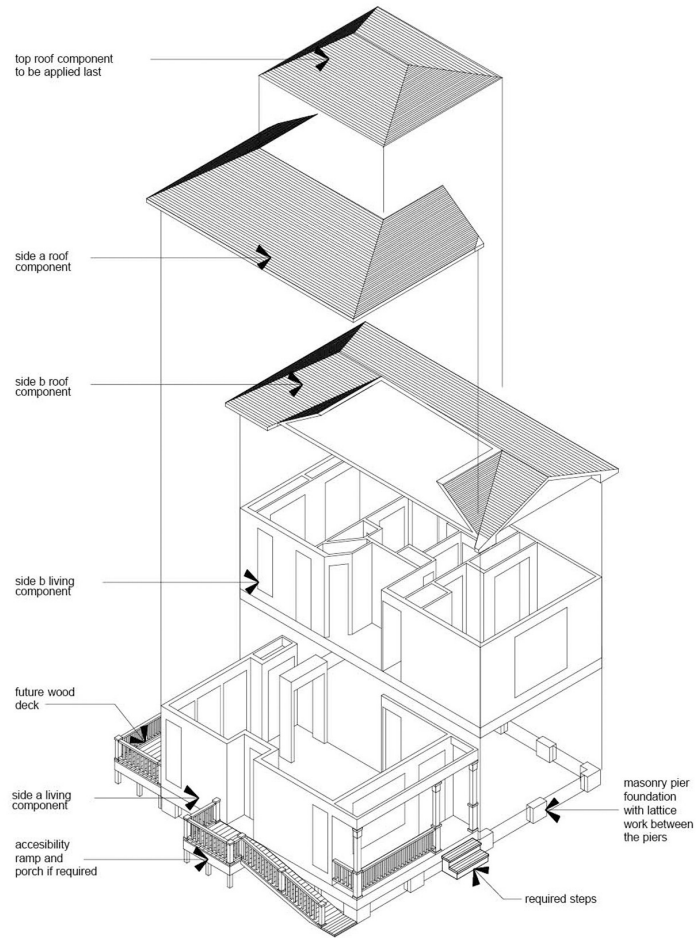 top roof component
to be applied last
side a roof
component
side b roof
component
side b living
component
future wood
deck
side a living
component
accesibility
ramp and
porch if required
masonry pier
foundation
with lattice
work between
the piers
required steps